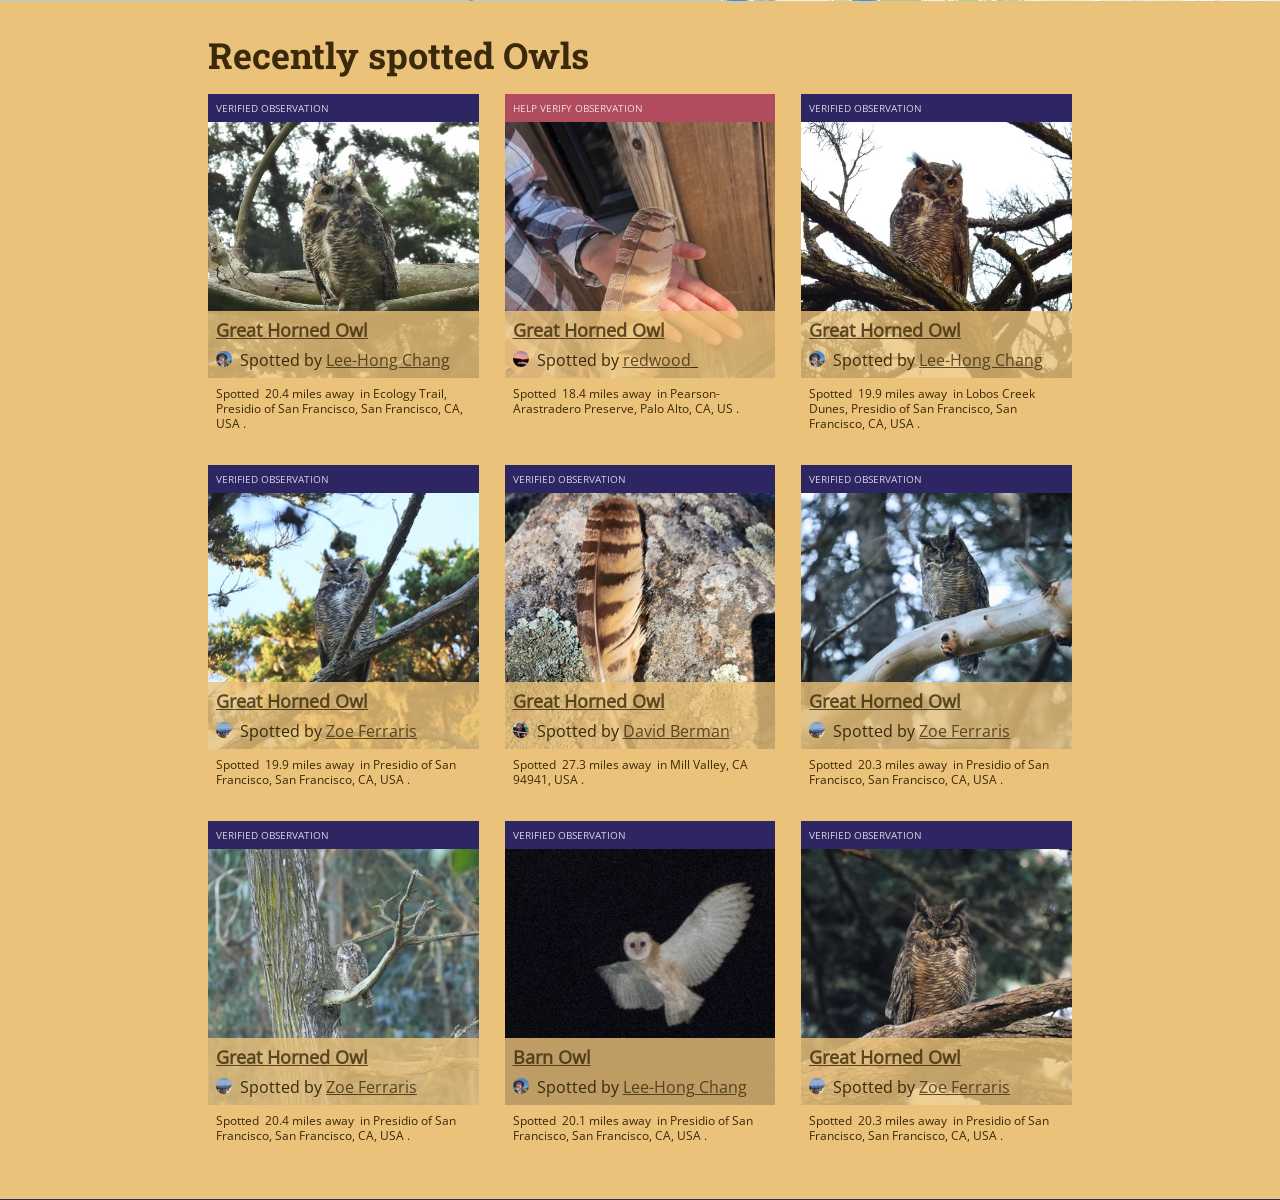 Recently spotted Owls
VERIFIED OBSERVATION
Great Horned Owl
Spotted by Lee-Hong Chang
Spotted 20.4 miles away in Ecology Trail,
Presidio of San Francisco, San Francisco, CA,
USA .
HELP VERIFY OBSERVATION
Great Horned Owl
Spotted by redwood_
Spotted 18.4 miles away in Pearson-
Arastradero Preserve, Palo Alto, CA, US .
VERIFIED OBSERVATION
Great Horned Owl
Spotted by Lee-Hong Chang
Spotted 19.9 miles away in Lobos Creek
Dunes, Presidio of San Francisco, San
Francisco, CA, USA .
VERIFIED OBSERVATION
Great Horned Owl
Spotted by Zoe Ferraris
Spotted 19.9 miles away in Presidio of San
Francisco, San Francisco, CA, USA .
VERIFIED OBSERVATION
Great Horned Owl
Spotted by David Berman
Spotted 27.3 miles away in Mill Valley, CA
94941, USA .
VERIFIED OBSERVATION
Great Horned Owl
Spotted by Zoe Ferraris
Spotted 20.3 miles away in Presidio of San
Francisco, San Francisco, CA, USA .
VERIFIED OBSERVATION
Great Horned Owl
Spotted by Zoe Ferraris
Spotted 20.4 miles away in Presidio of San
Francisco, San Francisco, CA, USA .
VERIFIED OBSERVATION
Barn Owl
Spotted by Lee-Hong Chang
Spotted 20.1 miles away in Presidio of San
Francisco, San Francisco, CA, USA .
VERIFIED OBSERVATION
Great Horned Owl
Spotted by Zoe Ferraris
Spotted 20.3 miles away in Presidio of San
Francisco, San Francisco, CA, USA .